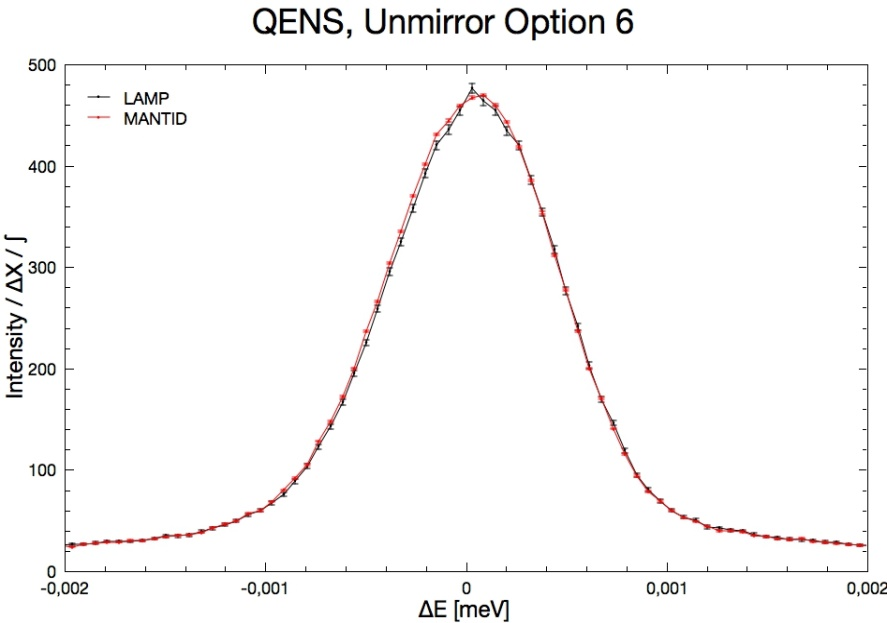 QENS, Unmirror Option 6
500
LAMP
MANTID
400
300
200
100
0
Intensity / ΔX / ∫
-0,002
-0,001
0
0,001
0,002
ΔE [meV]